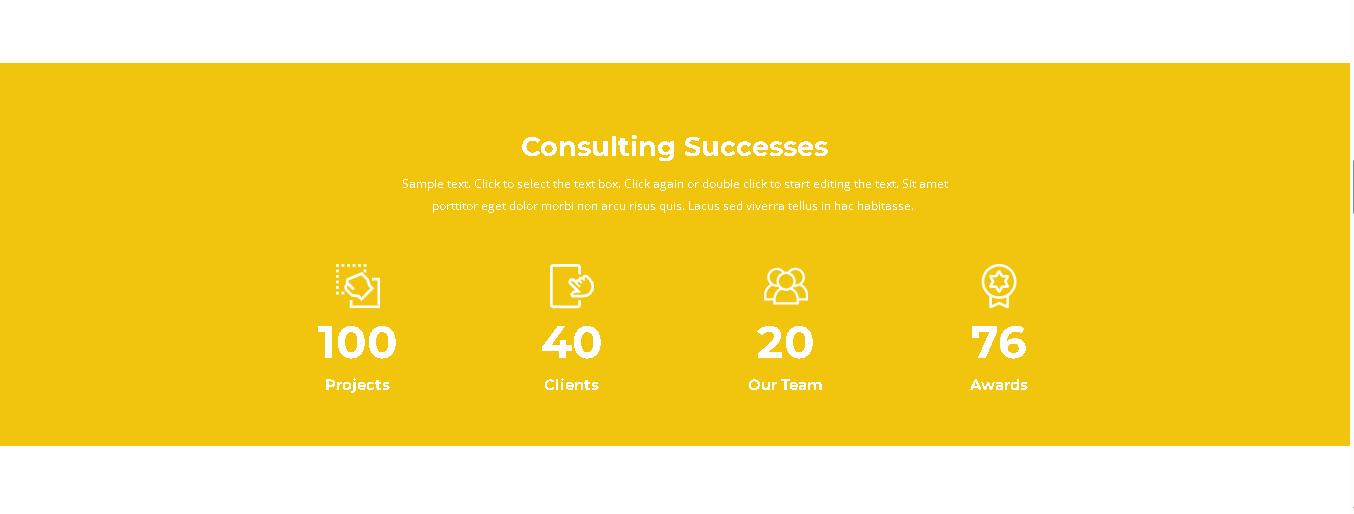 Consulting Successes
Sample text. Click to select the text box. Click again or double click to start editing the text. Sit amet
porttitor eget dolor morbi non arcu risus quis. Lacus sed viverra tellus in hac habitasse.
100 40 20 76
Projects Clients Our Team Awards